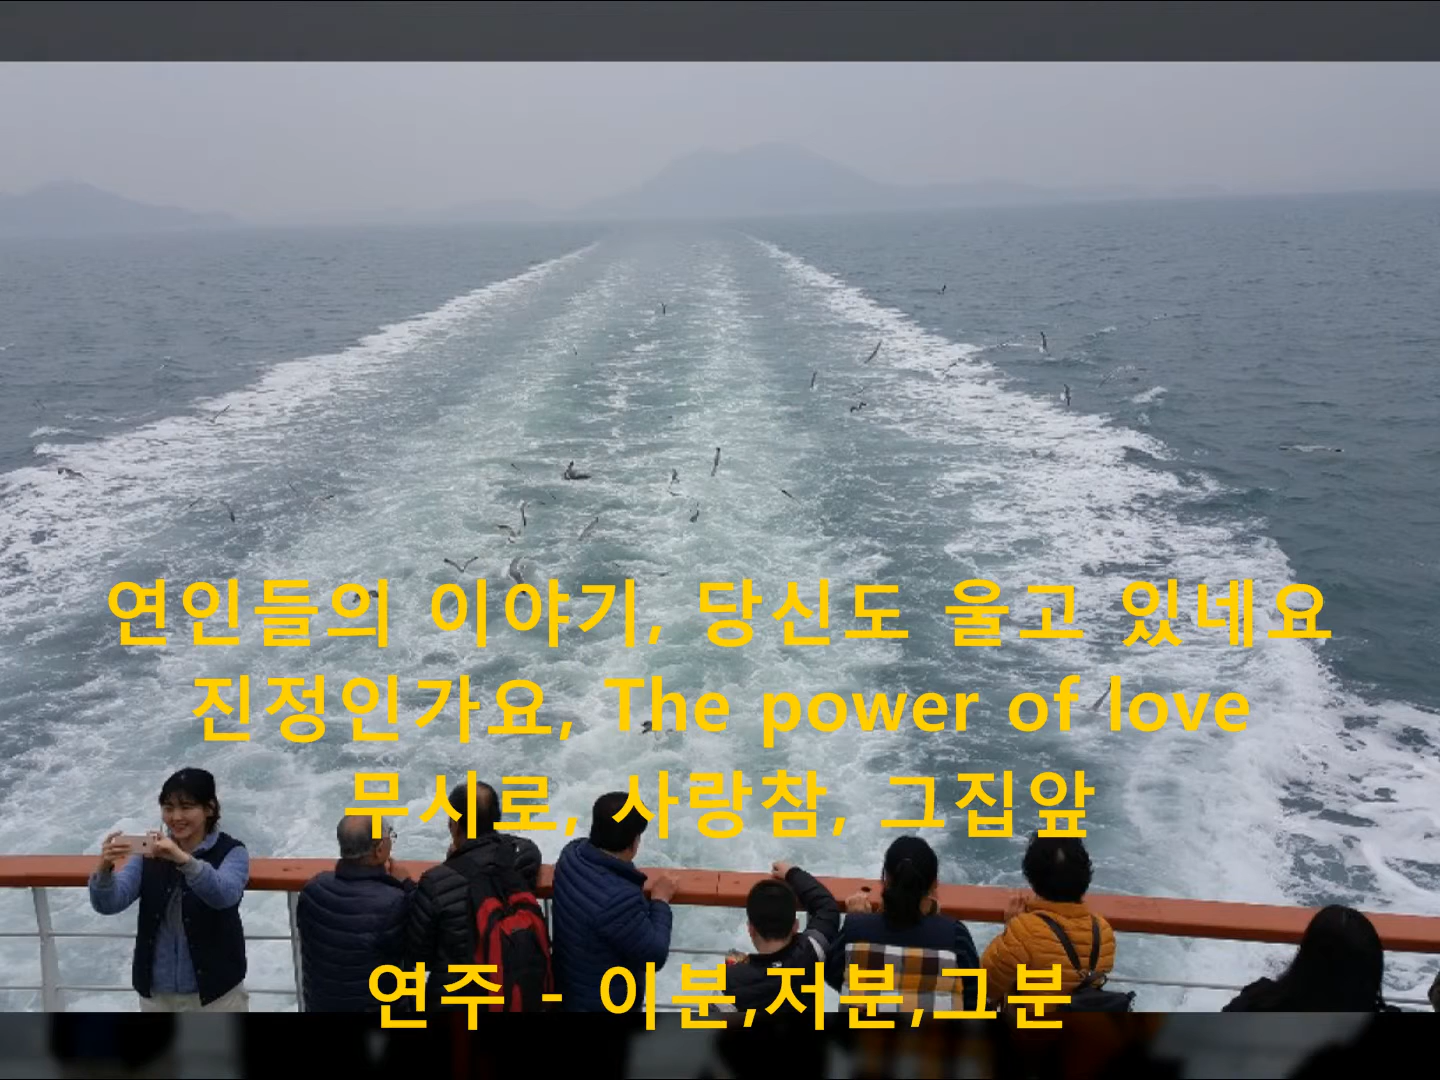 연인들의 이야기, 당신도 울고 있네요
진정인가요, The power of love
무시로, 사랑참, 그집앞
연주 - 이분,저분,그분